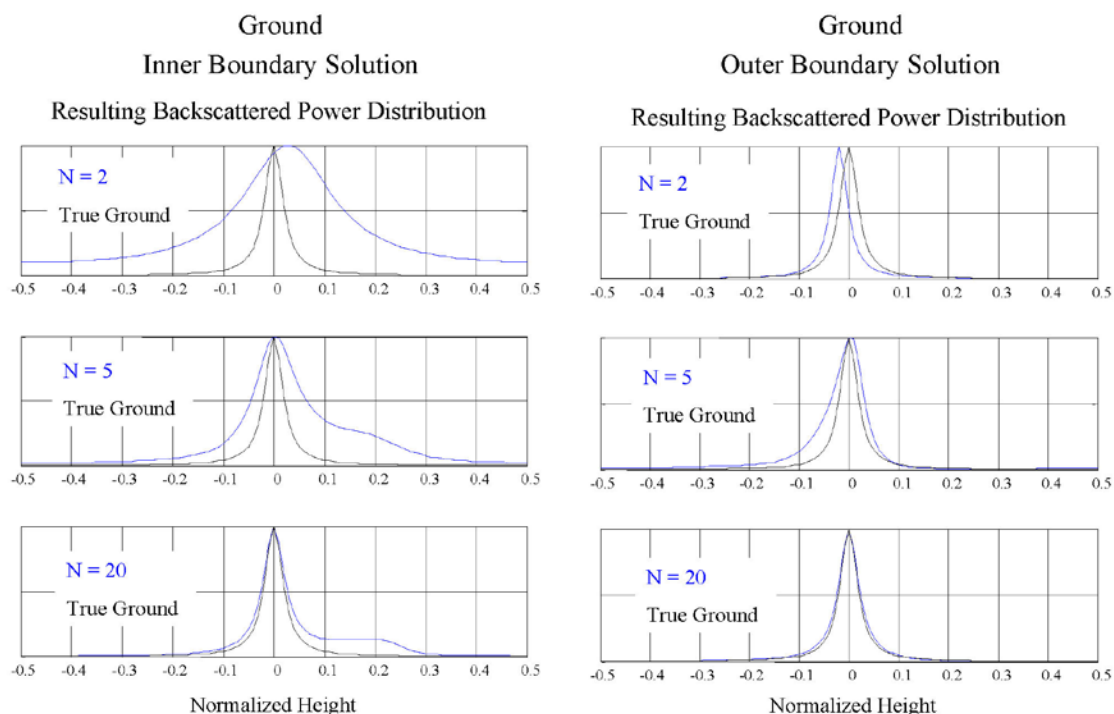 Ground
Inner Boundary Solution
Resulting Backscattered Power Distribution
N = 2
True Ground
-0.5 -0.4 -0.3 -0.2 -0.1 0 0.1 0.2 0.3 0.4 0.5
N = 5
True Ground
-0.5 -0.4 -0.3 -0.2 -0.1 0 0.1 0.2 0.3 0.4 0.5
N = 20
True Ground
-0.5 -0.4 -0.3 -0.2 -0.1 0 0.1 0.2 0.3 0.4 0.5
Normalized Height
Ground
Outer Boundary Solution
Resulting Backscattered Power Distribution
N = 2
True Ground
-0.5 -0.4 -0.3 -0.2 -0.1 0 0.1 0.2 0.3 0.4 0.5
N = 5
True Ground
-0.5 -0.4 -0.3 -0.2 -0.1 0 0.1 0.2 0.3 0.4 0.5
N = 20
True Ground
-0.5 -0.4 -0.3 -0.2 -0.1 0 0.1 0.2 0.3 0.4 0.5
Normalized Height